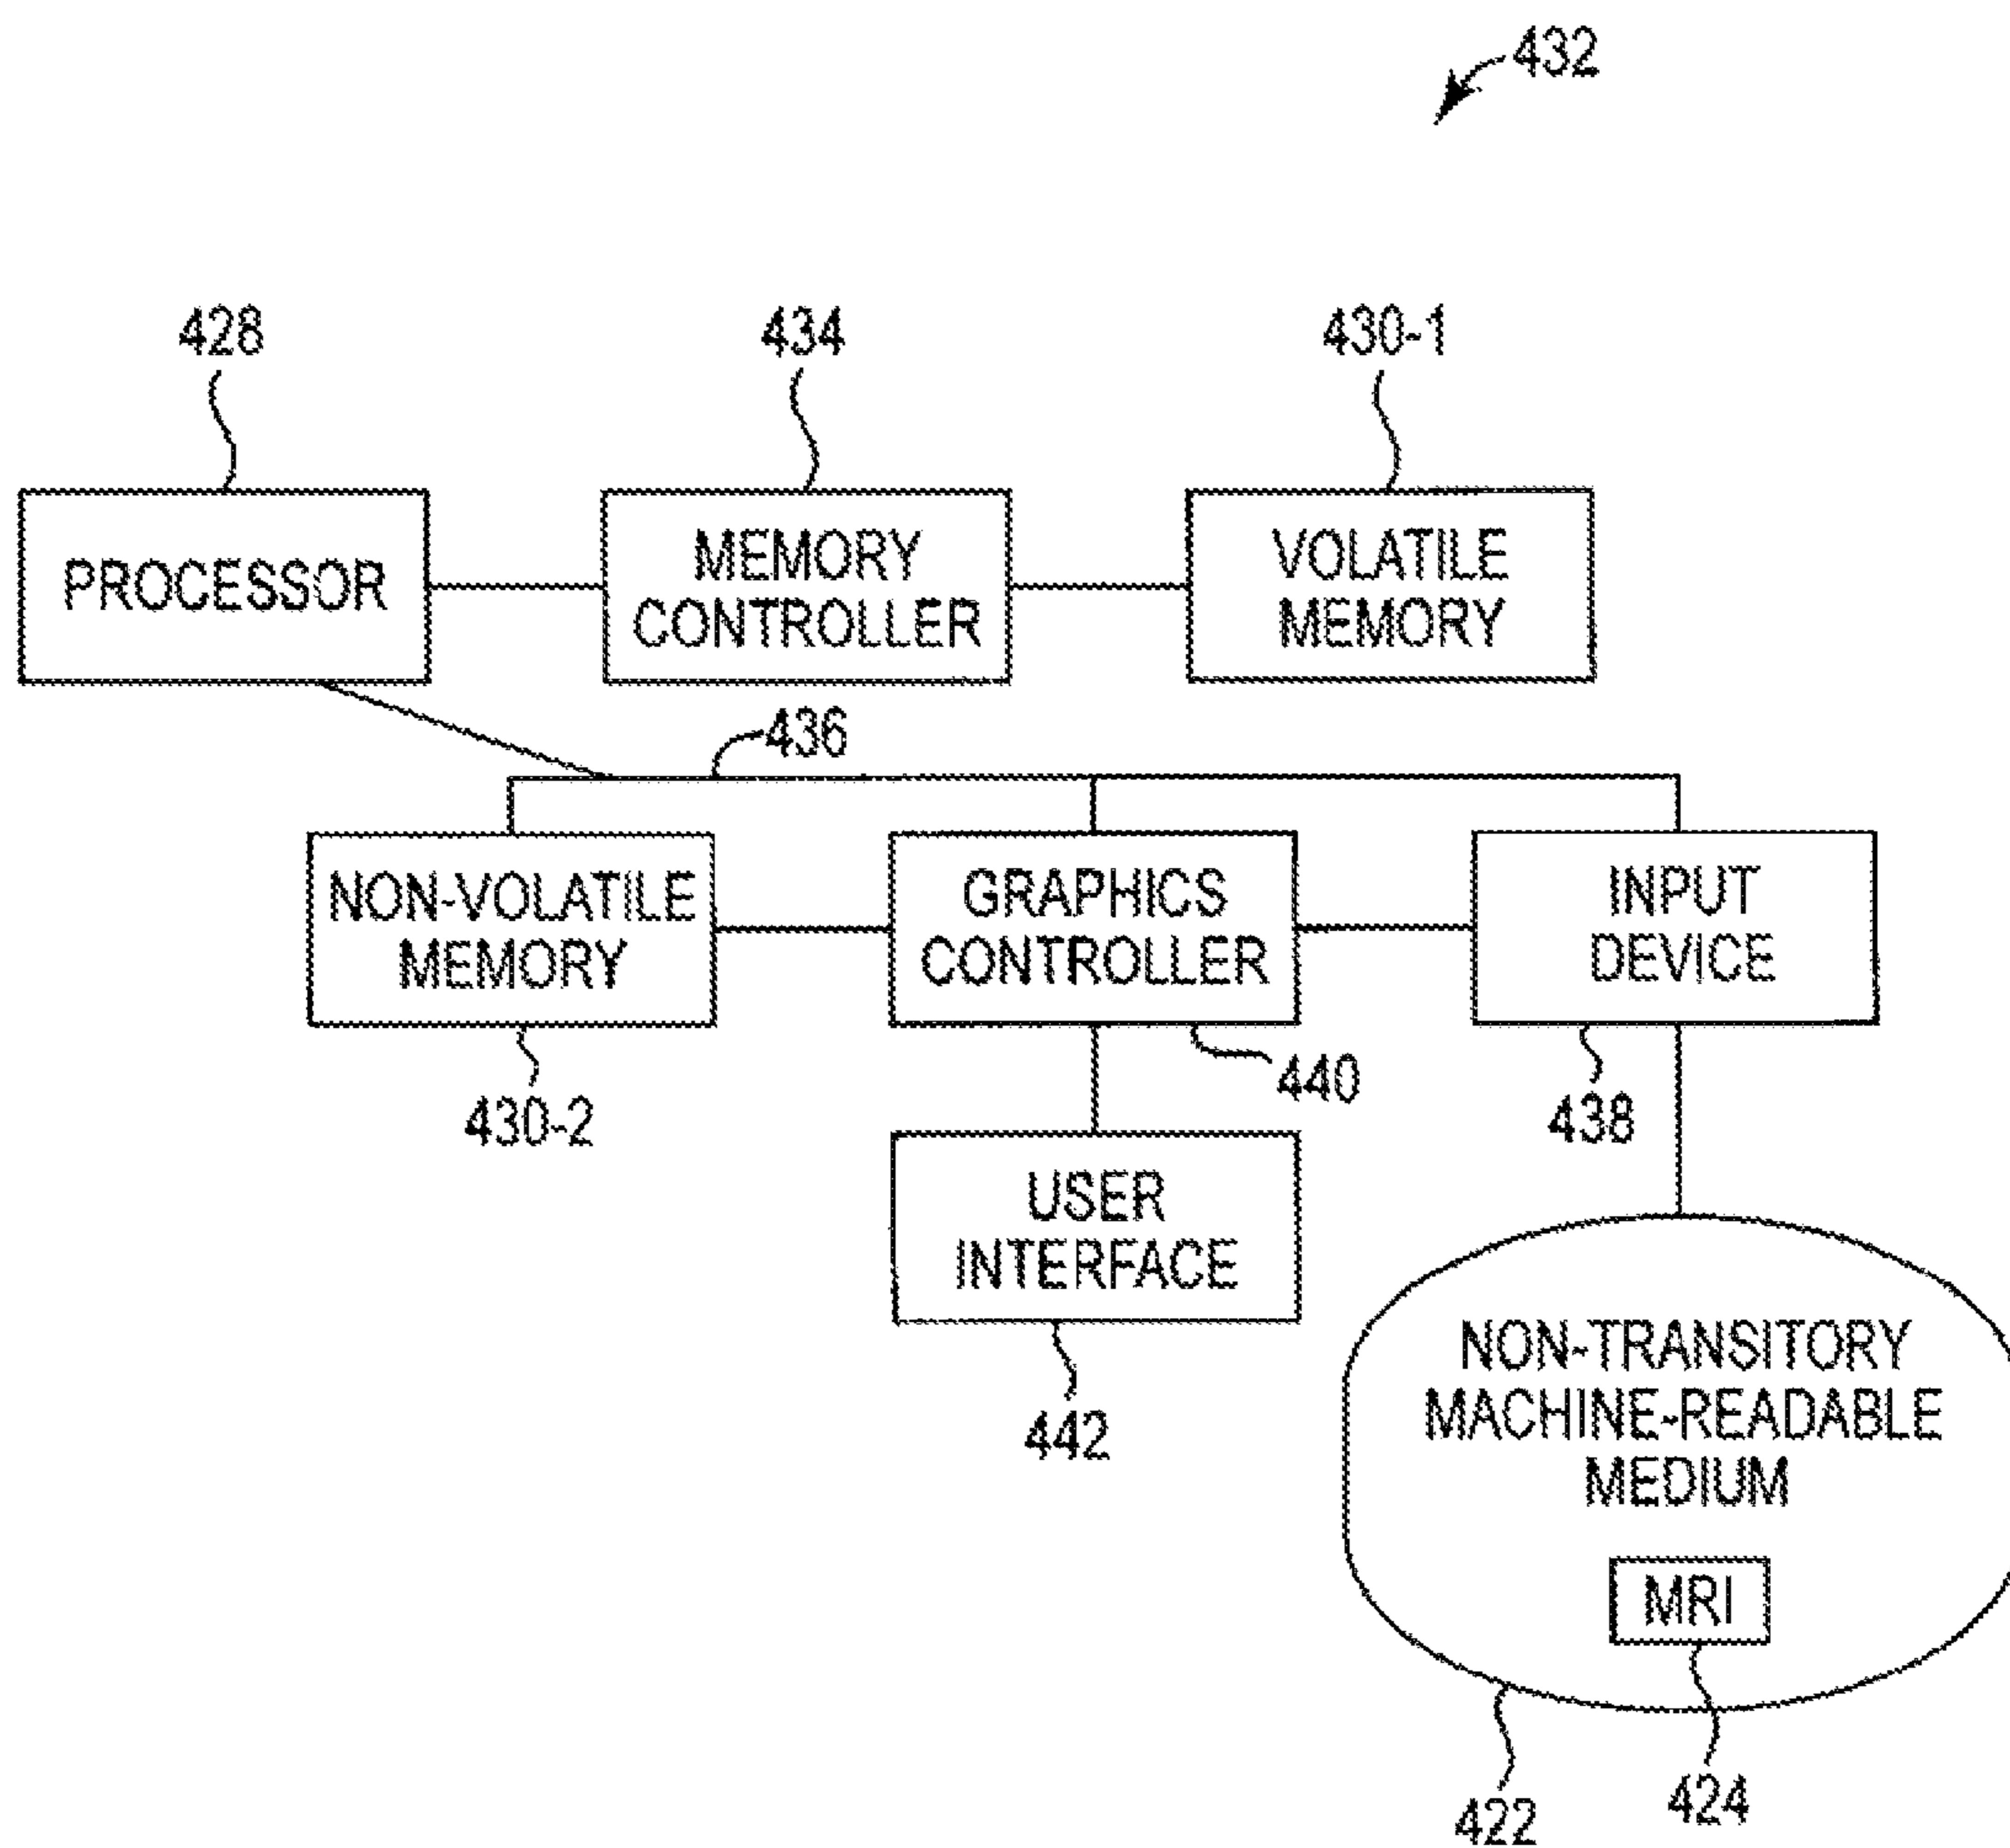 432
428
434
430-1
PROCESSOR
MEMORY
CONTROLLER
VOLATILE
MEMORY
436
NON-VOLATILE
MEMORY
GRAPHICS
CONTROLLER
INPUT
DEVICE
430-2
440
438
USER
INTERFACE
442
NON-TRANSITORY
MACHINE-READABLE
MEDIUM
MRI
422
424